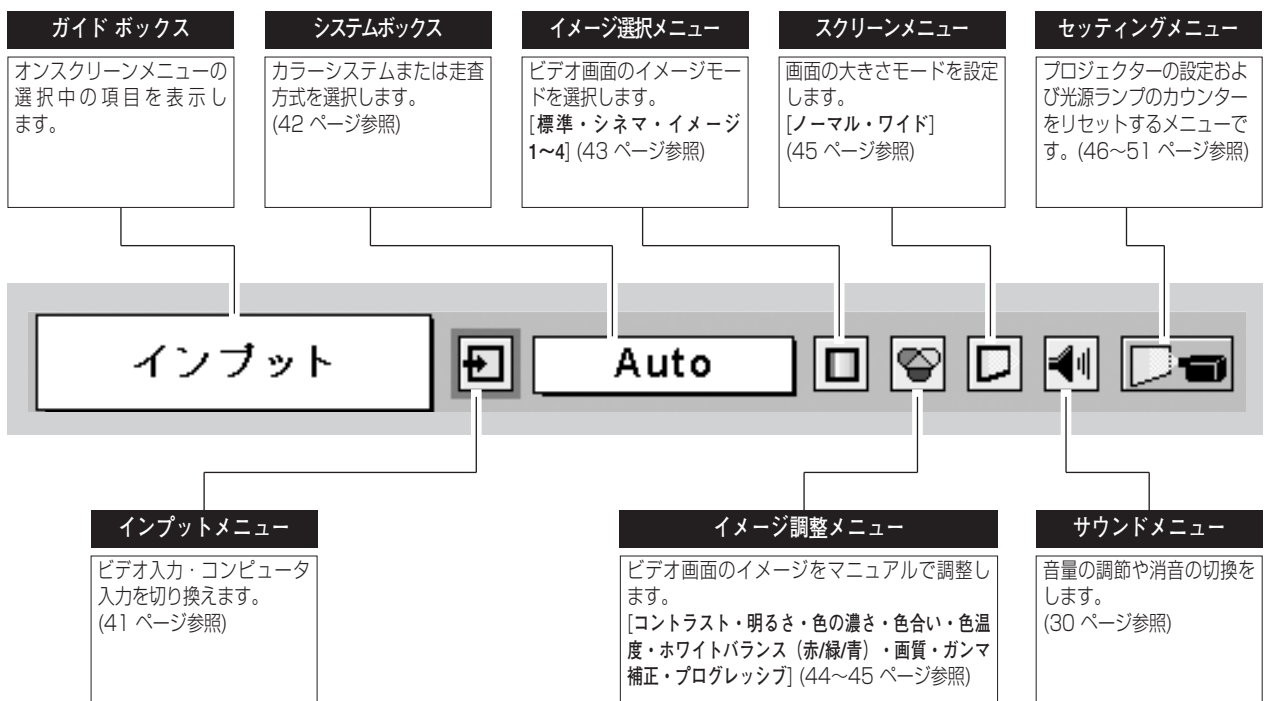 ガイド ボックス
オンスクリーンメニューの
選択中の項目を表示し
ます。
システムボックス
カラーシステムまたは走査
方式を選択します。
(42 ページ参照)
イメージ選択メニュー
ビデオ画面のイメージモー
ドを選択します。
[標準・シネマ・イメージ
1〜4] (43 ページ参照)
スクリーンメニュー
画面の大きさモードを設定
します。
[ノーマル・ワイド]
(45 ページ参照)
セッティングメニュー
プロジェクターの設定およ
び光源ランプのカウンター
をリセットするメニューで
す。(46〜51 ページ参照)
インプット
Auto
インプットメニュー
ビデオ入力・コンピュータ
入力を切り換えます。
(41 ページ参照)
イメージ調整メニュー
ビデオ画面のイメージをマニュアルで調整し
ます。
[コントラスト・明るさ・色の濃さ・色合い・色温
度・ホワイトバランス（赤/緑/青）・画質・ガンマ
補正・プログレッシブ] (44〜45 ページ参照)
サウンドメニュー
音量の調節や消音の切換を
します。
(30 ページ参照)